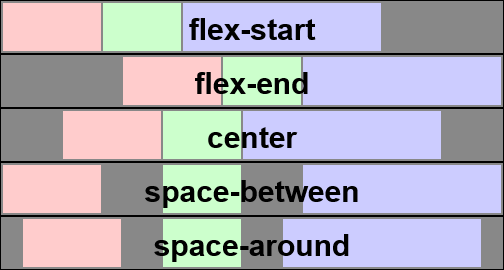 flex-start
flex-end
center
space-between
space-around